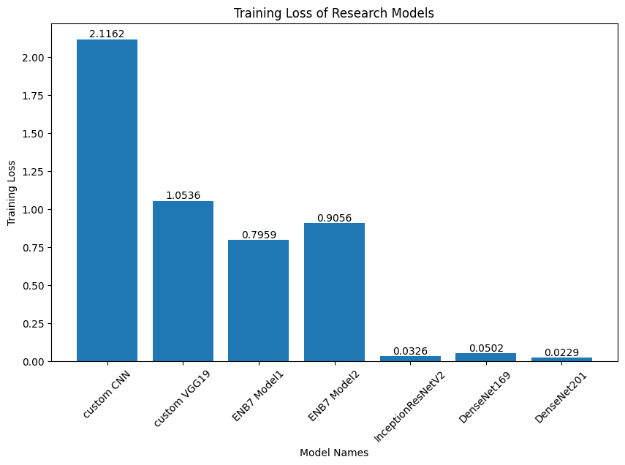 Training Loss of Research Models
Training Loss
2.00
1.75
1.50
1.25
1.00
0.75
0.50
0.25
0.00
2.1162
1.0536
0.7959
0.9056
0.0326
0.0502
0.0229
custom CNN
custom VGG19
ENB7 Model1
ENB7 Model2
InceptionResNetV2
DenseNet169
DenseNet201
Model Names